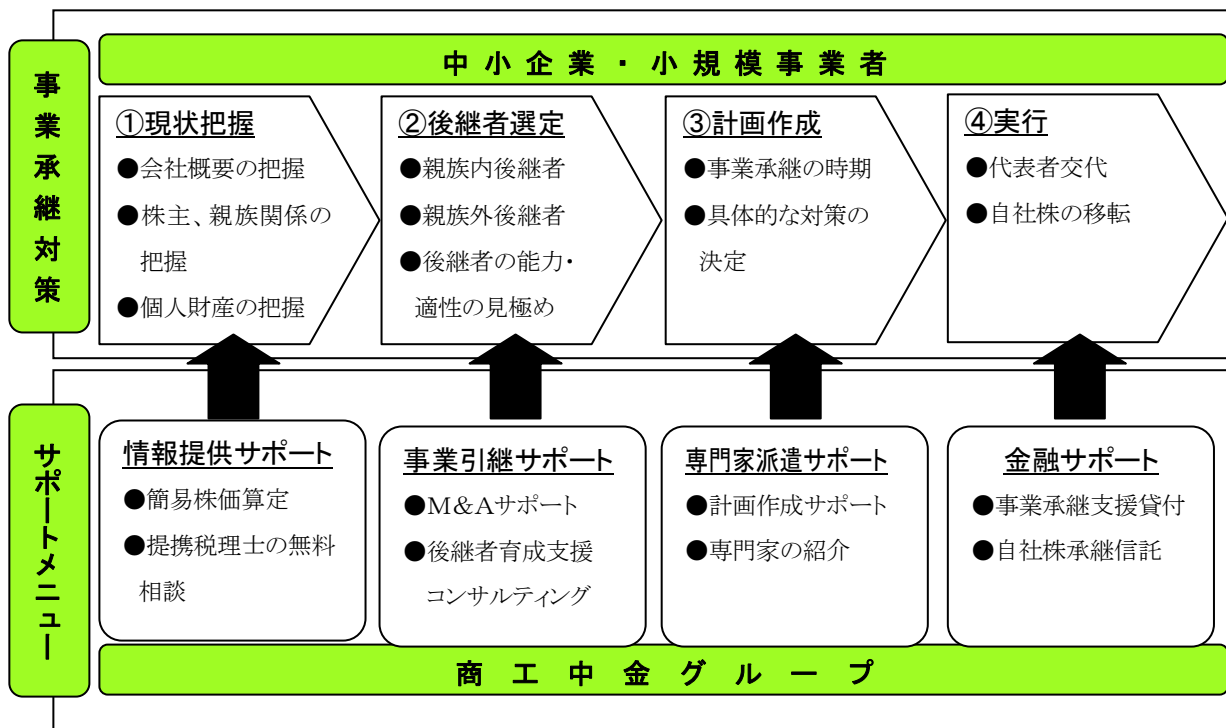 事業承継対策
中小企業・小規模事業者
①現状把握
●会社概要の把握
●株主、親族関係の
把握
●個人財産の把握
②後継者選定
●親族内後継者
●親族外後継者
●後継者の能力・
適性の見極め
③計画作成
●事業承継の時期
●具体的な対策の
決定
④実行
●代表者交代
●自社株の移転
サポートメニュー
情報提供サポート
●簡易株価算定
●提携税理士の無料
相談
事業引継サポート
●M&Aサポート
●後継者育成支援
コンサルティング
専門家派遣サポート
●計画作成サポート
●専門家の紹介
金融サポート
●事業承継支援貸付
●自社株承継信託
商工中金グループ